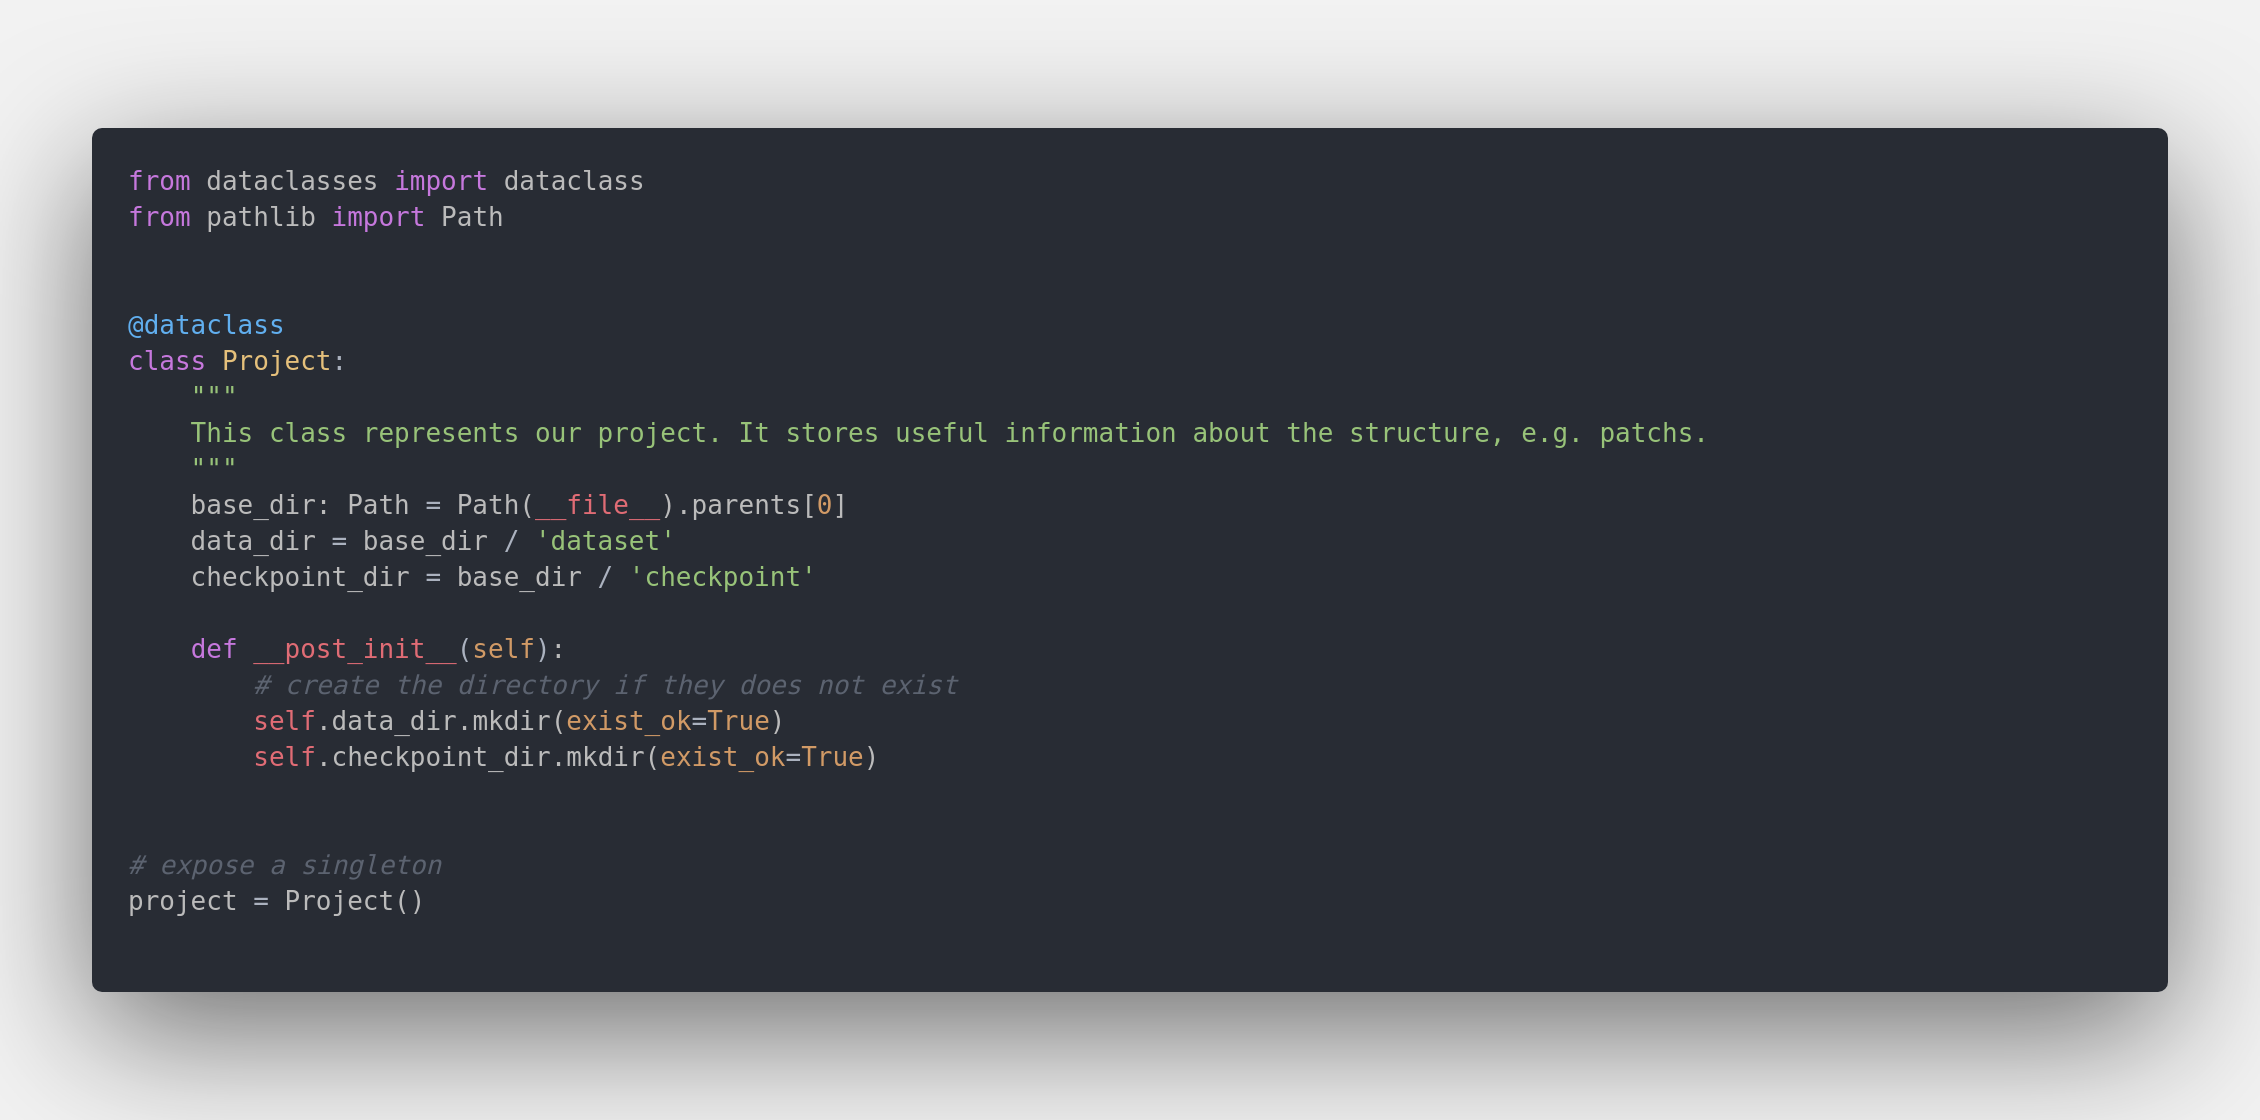 from dataclasses import dataclass
from pathlib import Path
@dataclass
class Project:
    """
    This class represents our project. It stores useful information about the structure, e.g. patchs.
    """
    base_dir: Path = Path(__file__).parents[0]
    data_dir = base_dir / 'dataset'
    checkpoint_dir = base_dir / 'checkpoint'
    def __post_init__(self):
        # create the directory if they does not exist
        self.data_dir.mkdir(exist_ok=True)
        self.checkpoint_dir.mkdir(exist_ok=True)
# expose a singleton
project = Project()